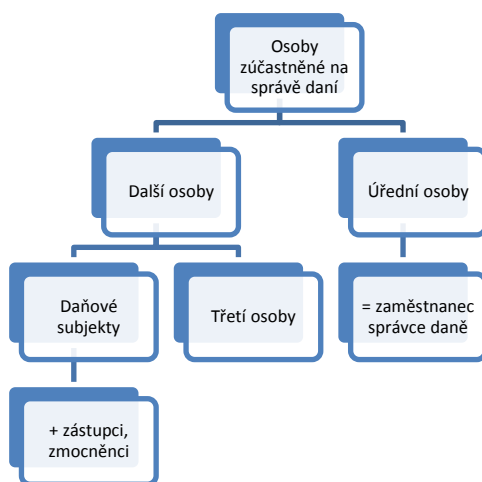 Osoby
zúčastněné na
správě daní
Další osoby
Úřední osoby
Daňové
subjekty
Třetí osoby
= zaměstnanec
správce daně
+ zástupci,
zmocněnci